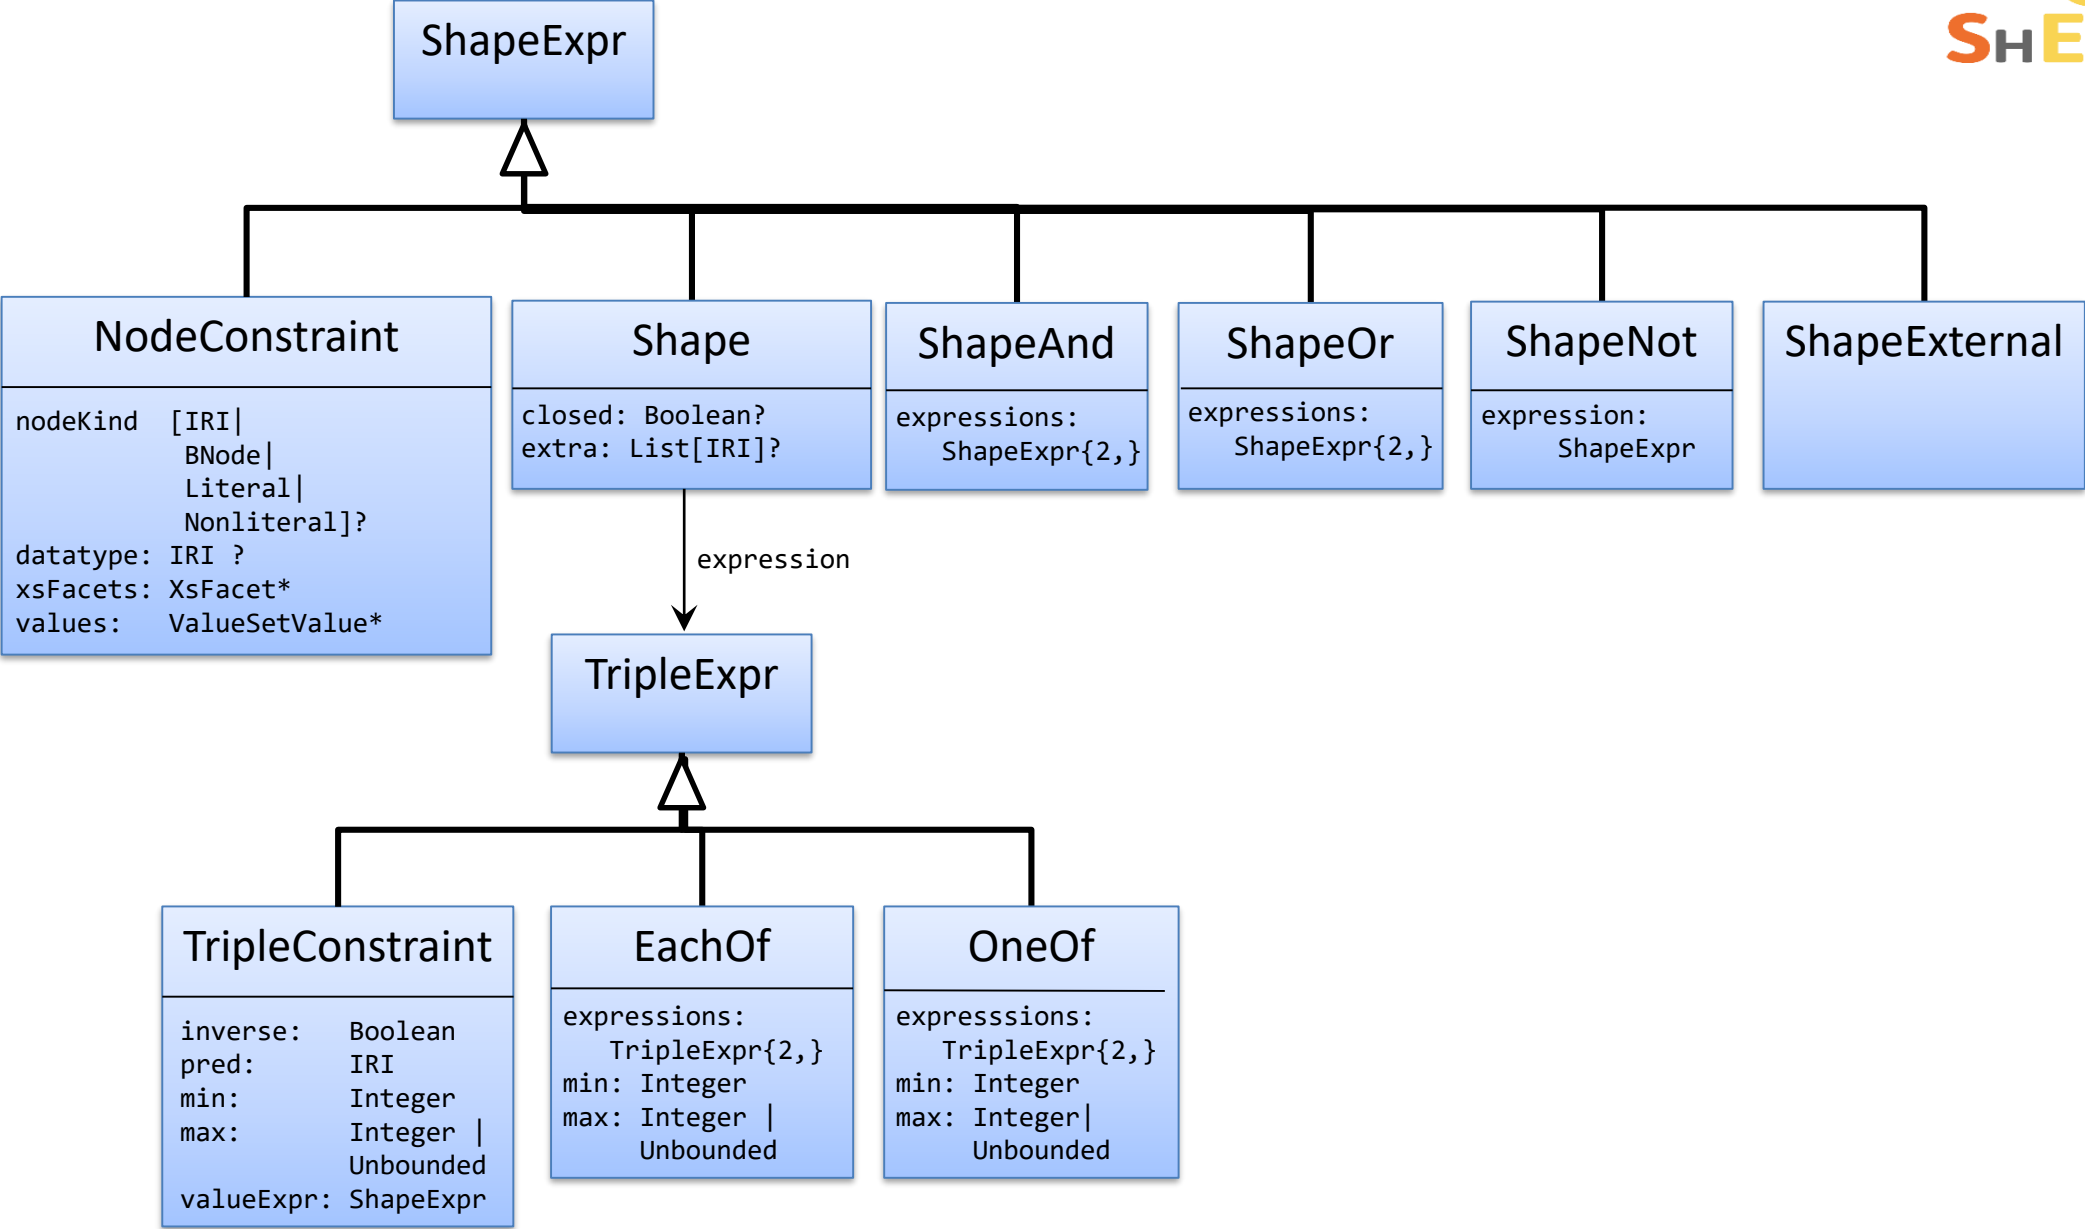 ShapeExpr
SHE
NodeConstraint
nodeKind [IRI|
BNode|
Literal|
Nonliteral]?
datatype: IRI ?
xsFacets: XsFacet*
values: ValueSetValue*
Shape
closed: Boolean?
extra: List[IRI]?
ShapeAnd
expressions:
ShapeExpr{2,}
ShapeOr
expressions:
ShapeExpr{2,}
ShapeNot
expression:
ShapeExpr
ShapeExternal
expression
TripleExpr
TripleConstraint
inverse: Boolean
pred: IRI
min: Integer
max: Integer |
Unbounded
valueExpr: ShapeExpr
EachOf
expressions:
TripleExpr{2,}
min: Integer
max: Integer |
Unbounded
OneOf
expresssions:
TripleExpr{2,}
min: Integer
max: Integer|
Unbounded